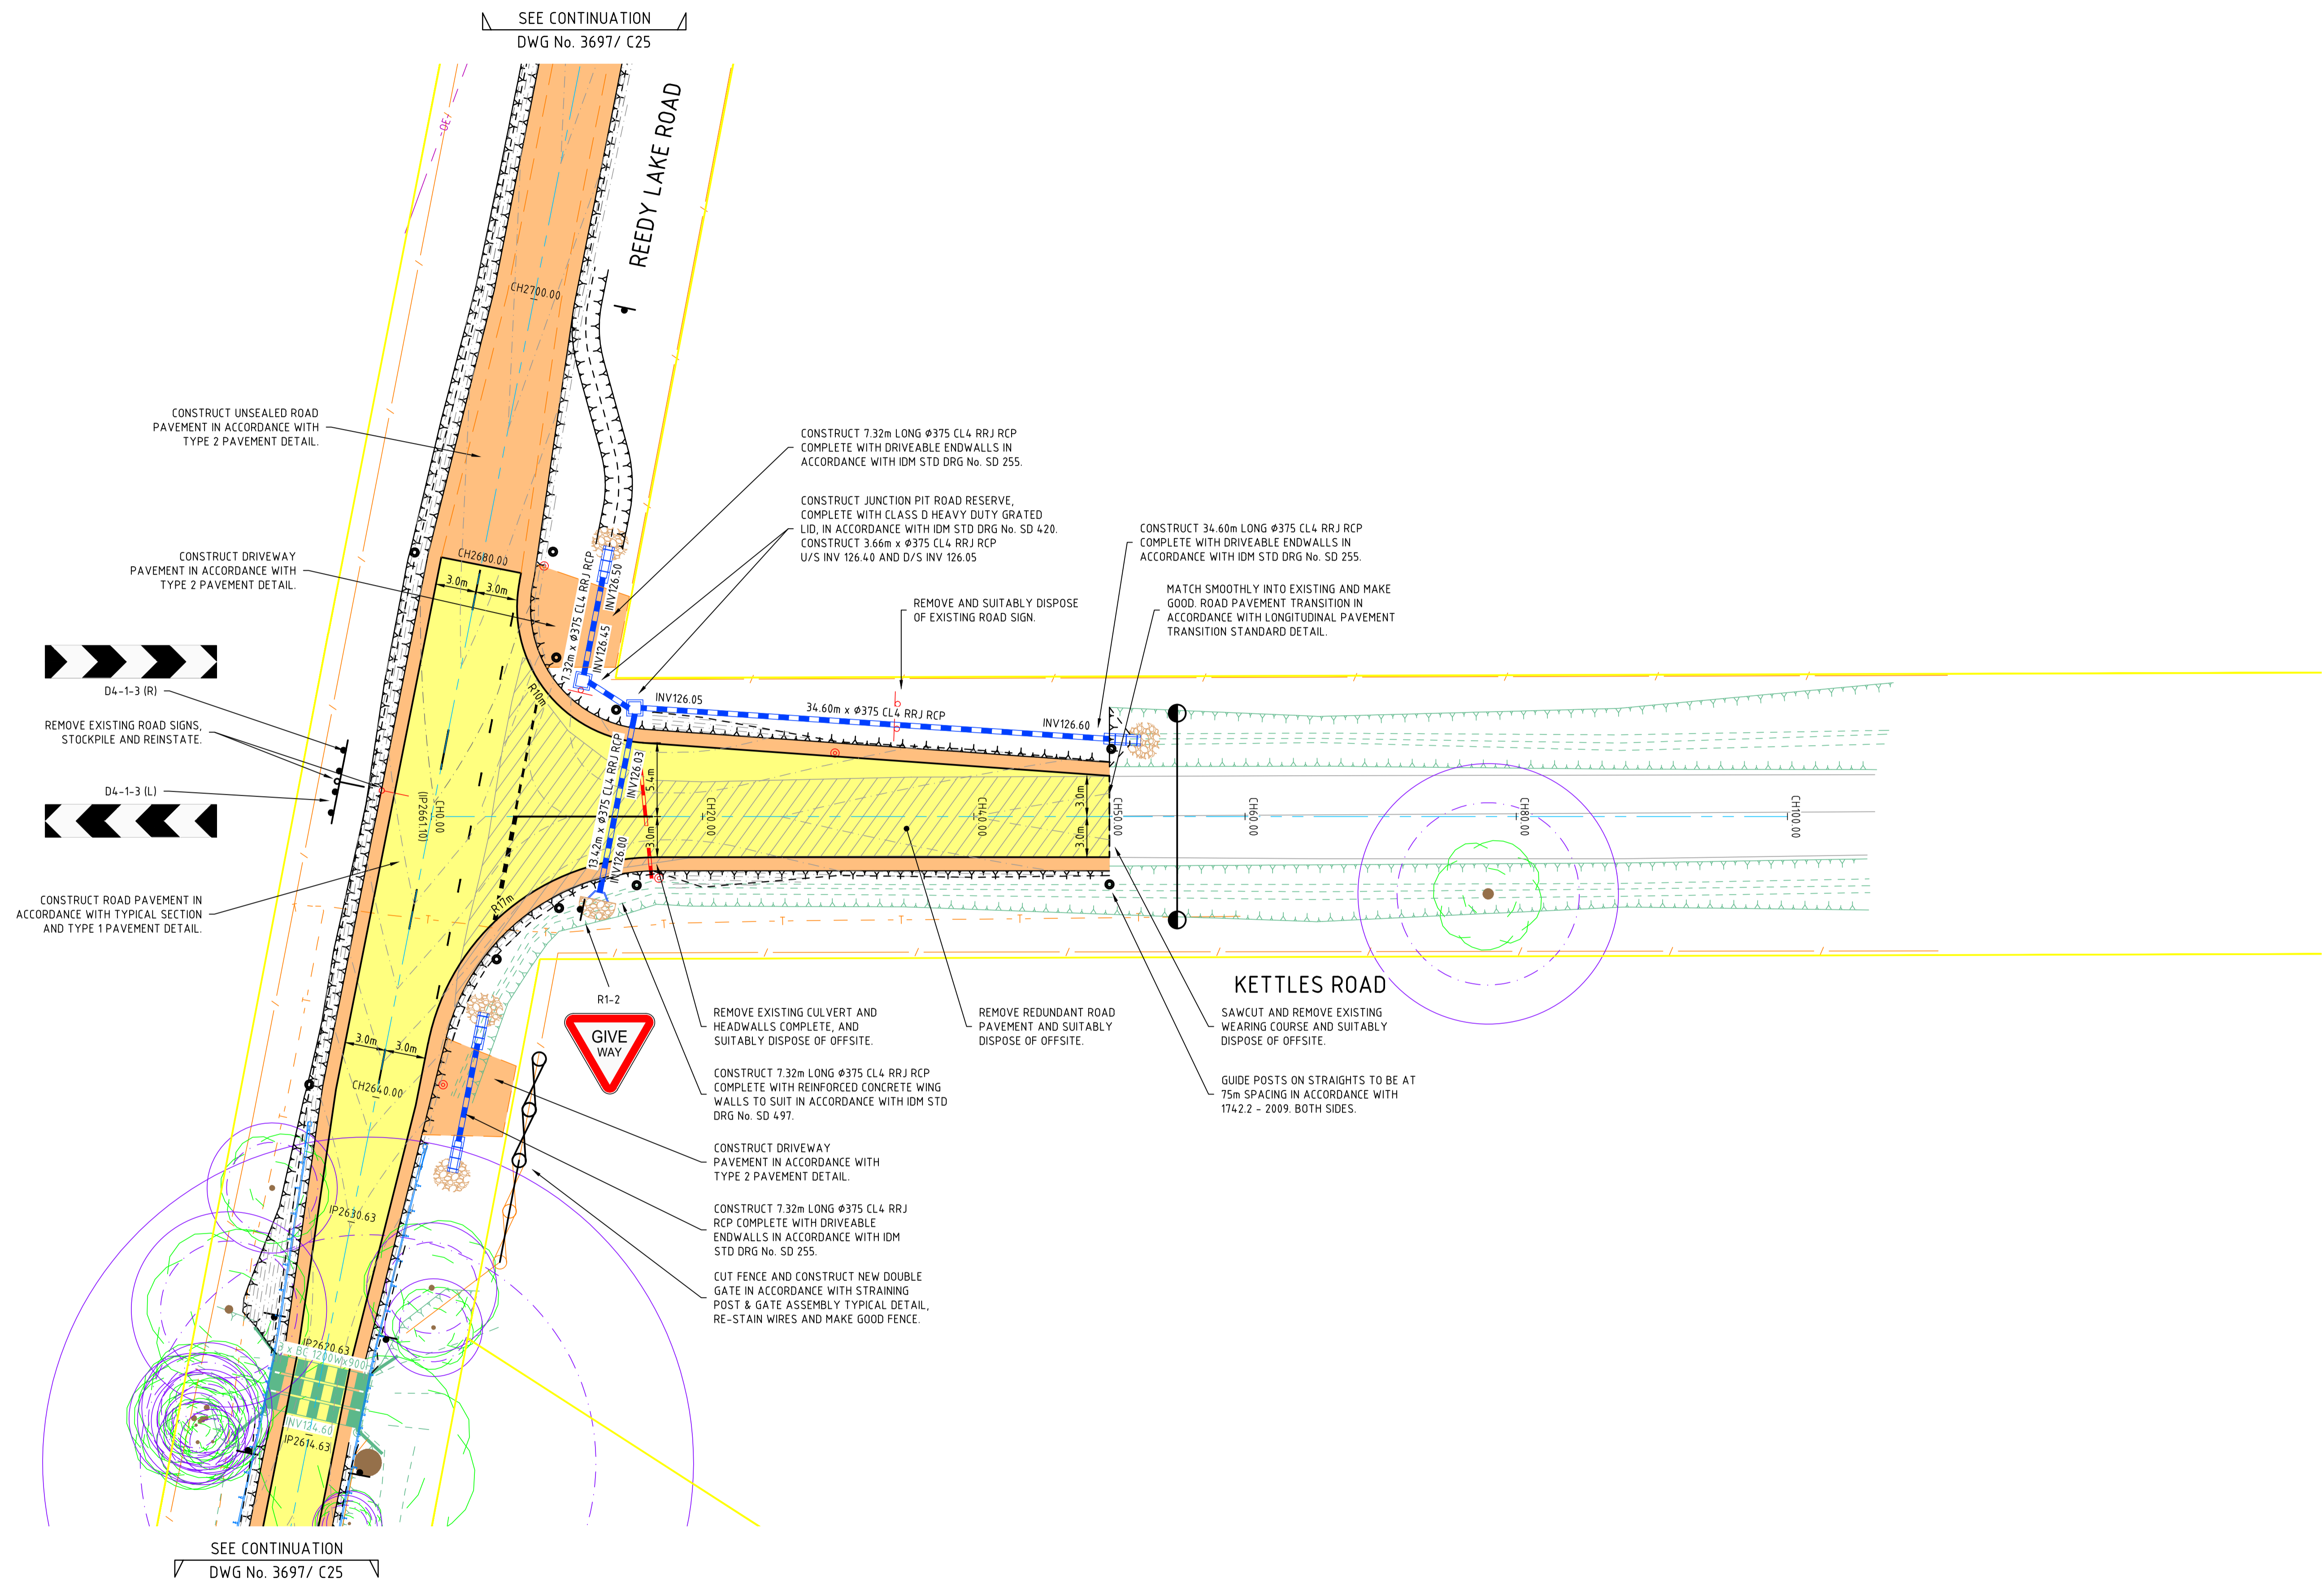 SEE CONTINUATION
DWG No. 3697/ C25
-OE-
REEDY LAKE ROAD
CH2700.00
CONSTRUCT UNSEALED ROAD
PAVEMENT IN ACCORDANCE WITH
TYPE 2 PAVEMENT DETAIL.
CONSTRUCT 7.32m LONG Ø375 CL4 RRJ RCP
COMPLETE WITH DRIVEABLE ENDWALLS IN
ACCORDANCE WITH IDM STD DRG No. SD 255.
CONSTRUCT JUNCTION PIT ROAD RESERVE,
COMPLETE WITH CLASS D HEAVY DUTY GRATED
LID, IN ACCORDANCE WITH IDM STD DRG No. SD 420.
CONSTRUCT 3.66m x Ø375 CL4 RRJ RCP
U/S INV 126.40 AND D/S INV 126.05
CONSTRUCT 34.60m LONG Ø375 CL4 RRJ RCP
COMPLETE WITH DRIVEABLE ENDWALLS IN
ACCORDANCE WITH IDM STD DRG No. SD 255.
CONSTRUCT DRIVEWAY
PAVEMENT IN ACCORDANCE WITH
TYPE 2 PAVEMENT DETAIL.
CH2680.00
3.0m
3.0m
7.32m x Ø375 CL4 RRJ RCP
INV126.50
INV126.45
MATCH SMOOTHLY INTO EXISTING AND MAKE
GOOD. ROAD PAVEMENT TRANSITION IN
ACCORDANCE WITH LONGITUDINAL PAVEMENT
TRANSITION STANDARD DETAIL.
REMOVE AND SUITABLY DISPOSE
OF EXISTING ROAD SIGN.
D4-1-3 (R)
R10m
INV126.05
34.60m x Ø375 CL4 RRJ RCP
INV126.60
REMOVE EXISTING ROAD SIGNS,
STOCKPILE AND REINSTATE.
D4-1-3 (L)
CH0.00
(IP2661.10)
13.42m x Ø375 CL4 RRJ RCP
INV126.03
INV126.00
5.4m
3.0m
CH20.00
CH40.00
3.0m
3.0m
CH50.00
CH60.00
CH80.00
CH100.00
CONSTRUCT ROAD PAVEMENT IN
ACCORDANCE WITH TYPICAL SECTION
AND TYPE 1 PAVEMENT DETAIL.
R17m
KETTLES ROAD
R1-2
GIVE
WAY
REMOVE EXISTING CULVERT AND
HEADWALLS COMPLETE, AND
SUITABLY DISPOSE OF OFFSITE.
REMOVE REDUNDANT ROAD
PAVEMENT AND SUITABLY
DISPOSE OF OFFSITE.
SAWCUT AND REMOVE EXISTING
WEARING COURSE AND SUITABLY
DISPOSE OF OFFSITE.
3.0m
3.0m
CH2640.00
CONSTRUCT 7.32m LONG Ø375 CL4 RRJ RCP
COMPLETE WITH REINFORCED CONCRETE WING
WALLS TO SUIT IN ACCORDANCE WITH IDM STD
DRG No. SD 497.
GUIDE POSTS ON STRAIGHTS TO BE AT
75m SPACING IN ACCORDANCE WITH
1742.2 - 2009. BOTH SIDES.
CONSTRUCT DRIVEWAY
PAVEMENT IN ACCORDANCE WITH
TYPE 2 PAVEMENT DETAIL.
IP2630.63
CONSTRUCT 7.32m LONG Ø375 CL4 RRJ
RCP COMPLETE WITH DRIVEABLE
ENDWALLS IN ACCORDANCE WITH IDM
STD DRG No. SD 255.
CUT FENCE AND CONSTRUCT NEW DOUBLE
GATE IN ACCORDANCE WITH STRAINING
POST & GATE ASSEMBLY TYPICAL DETAIL,
RE-STAIN WIRES AND MAKE GOOD FENCE.
IP2620.63
x BC 1200Wx900H
INV124.60
IP2614.63
SEE CONTINUATION
DWG No. 3697/ C25